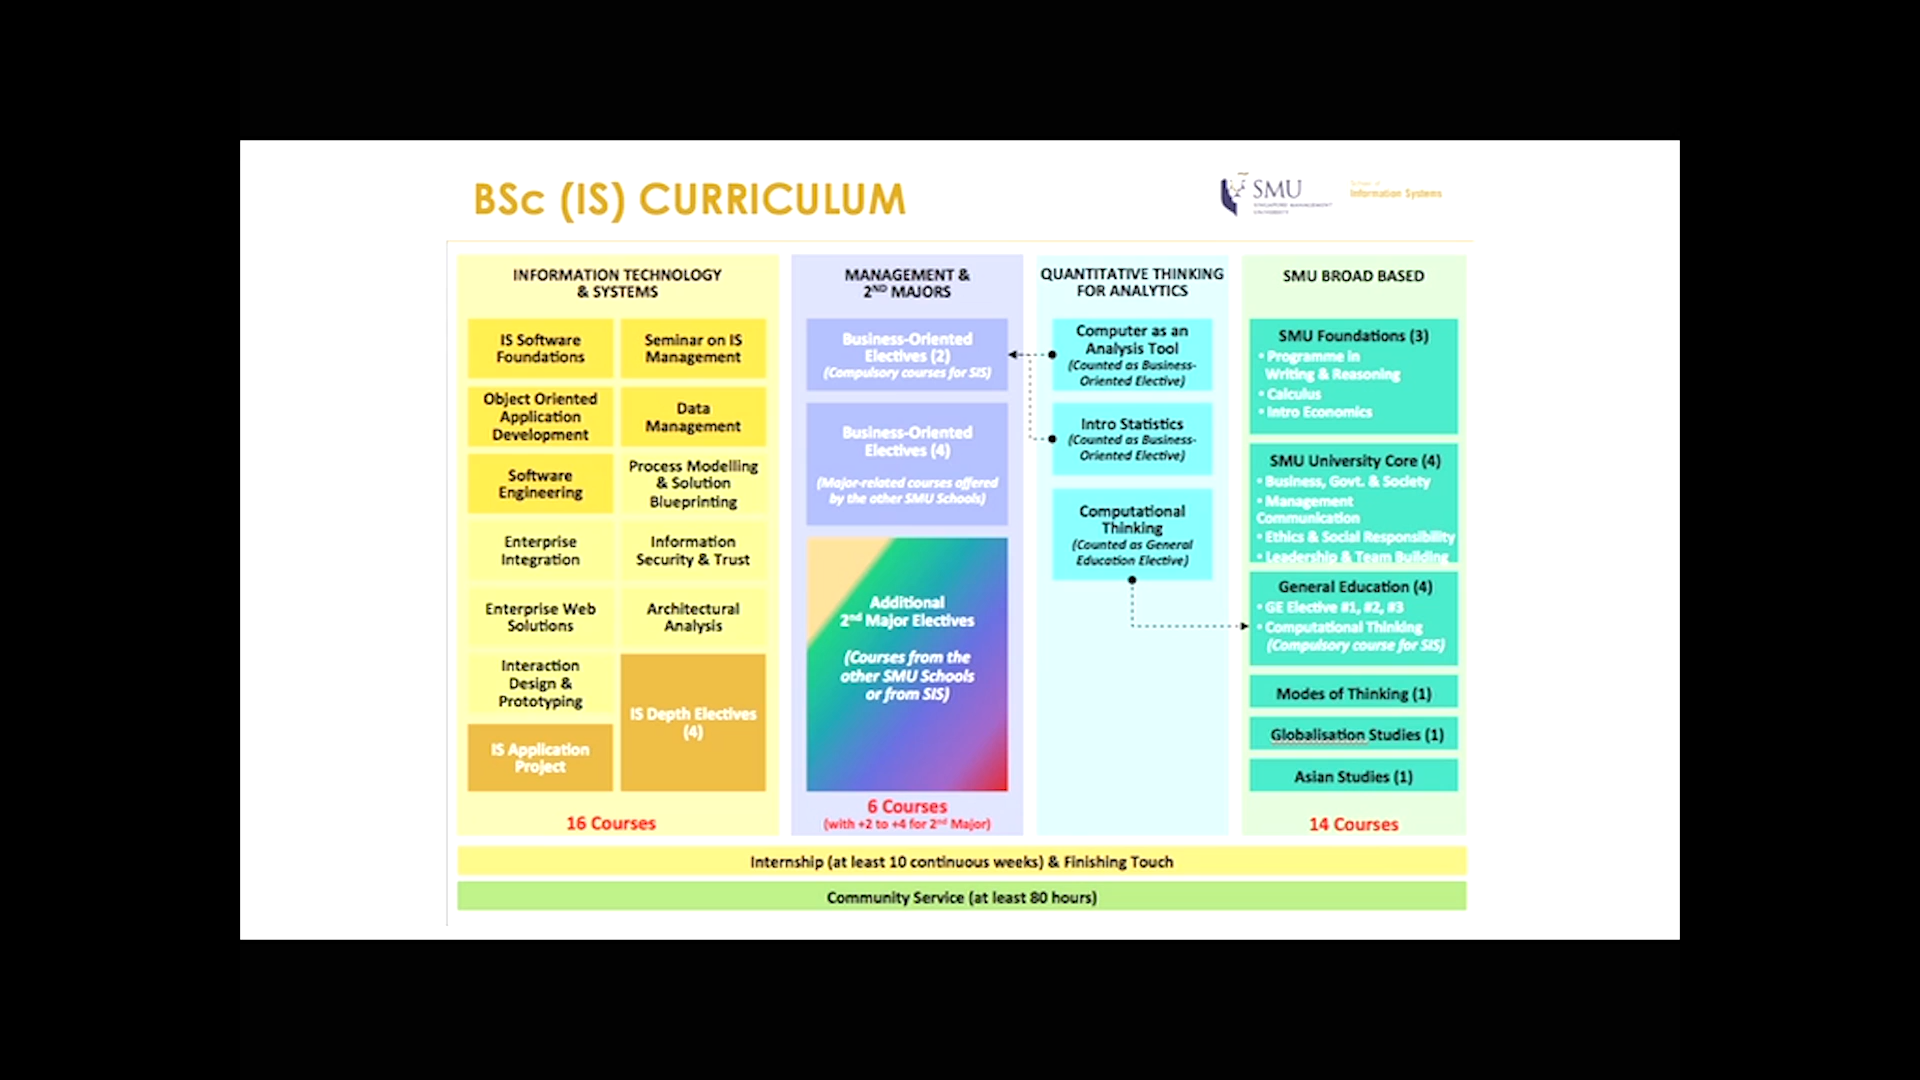 BSc (IS) CURRICULUM
SMU
SINGAPORE MANAGEMENT
UNIVERSITY
School of
Information Systems
INFORMATION TECHNOLOGY
& SYSTEMS
IS Software
Foundations
Seminar on IS
Management
Object Oriented
Application
Development
Data
Management
Software
Engineering
Process Modelling
& Solution
Blueprinting
Enterprise
Integration
Information
Security & Trust
Enterprise Web
Solutions
Architectural
Analysis
Interaction
Design &
Prototyping
IS Depth Electives
(4)
IS Application
Project
16 Courses
MANAGEMENT &
2ND MAJORS
Business-Oriented
Electives (2)
(Compulsory courses for SIS)
Business-Oriented
Electives (4)
(Major-related courses offered
by the other SMU Schools)
Additional
2nd Major Electives
(Courses from the
other SMU Schools
or from SIS)
6 Courses
(with +2 to +4 for 2nd Major)
QUANTITATIVE THINKING
FOR ANALYTICS
Computer as an
Analysis Tool
(Counted as Business-
Oriented Elective)
Intro Statistics
(Counted as Business-
Oriented Elective)
Computational
Thinking
(Counted as General
Education Elective)
SMU BROAD BASED
SMU Foundations (3)
• Programme in
Writing & Reasoning
• Calculus
• Intro Economics
SMU University Core (4)
• Business, Govt. & Society
• Management
Communication
• Ethics & Social Responsibility
• Leadership & Team Building
General Education (4)
• GE Elective #1, #2, #3
• Computational Thinking
(Compulsory course for SIS)
Modes of Thinking (1)
Globalisation Studies (1)
Asian Studies (1)
14 Courses
Internship (at least 10 continuous weeks) & Finishing Touch
Community Service (at least 80 hours)